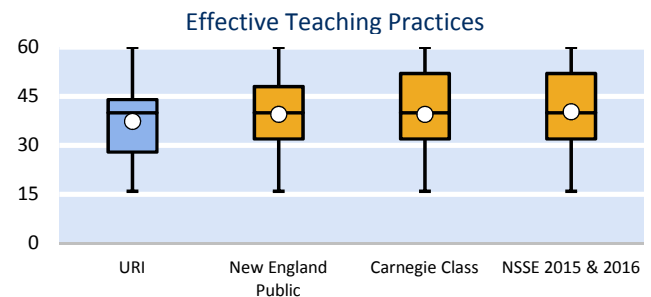 Effective Teaching Practices
60
45
30
15
0
URI
New England
Public
Carnegie Class
NSSE 2015 & 2016